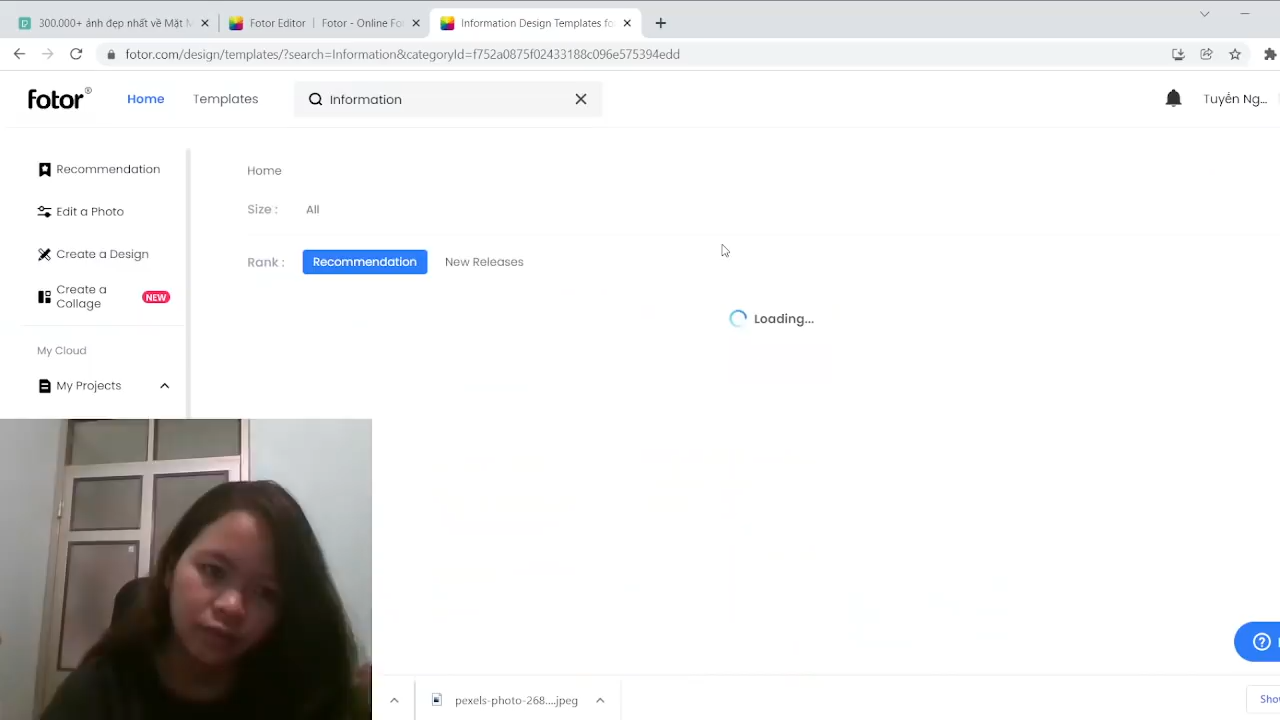 300.000+ ảnh đẹp nhất về Mặt
Fotor Editor | Fotor - Online Fo
Information Design Templates fo
fotor.com/design/templates/?search=Information&categoryId=f752a0875f02433188c096e575394edd
fotor®
Home
Templates
Information
Tuyến Ng...
Recommendation
Edit a Photo
Create a Design
Create a
Collage
NEW
My Cloud
My Projects
Home
Size :
All
Rank :
Recommendation
New Releases
Loading...
pexels-photo-268....jpeg
Sho